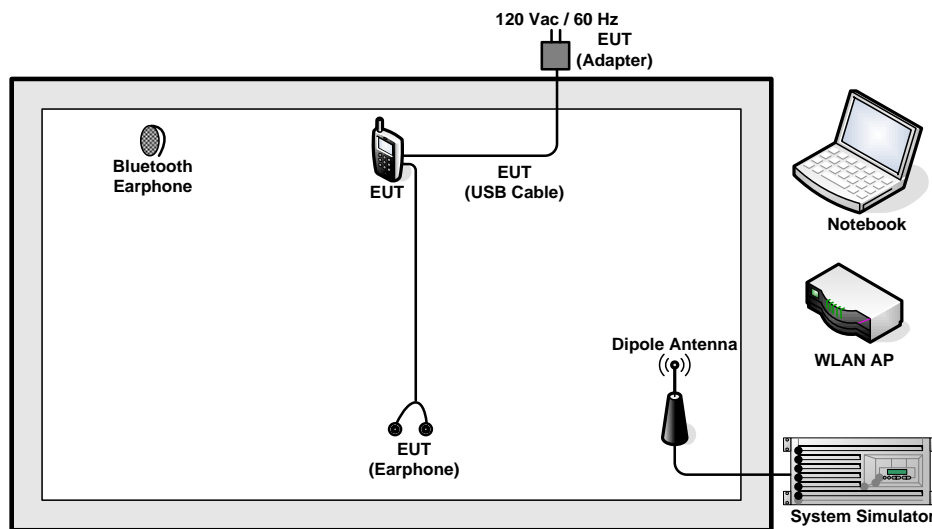 120 Vac / 60 Hz
EUT
(Adapter)
Bluetooth
Earphone
EUT
EUT
(USB Cable)
Notebook
WLAN AP
Dipole Antenna
EUT
(Earphone)
System Simulator